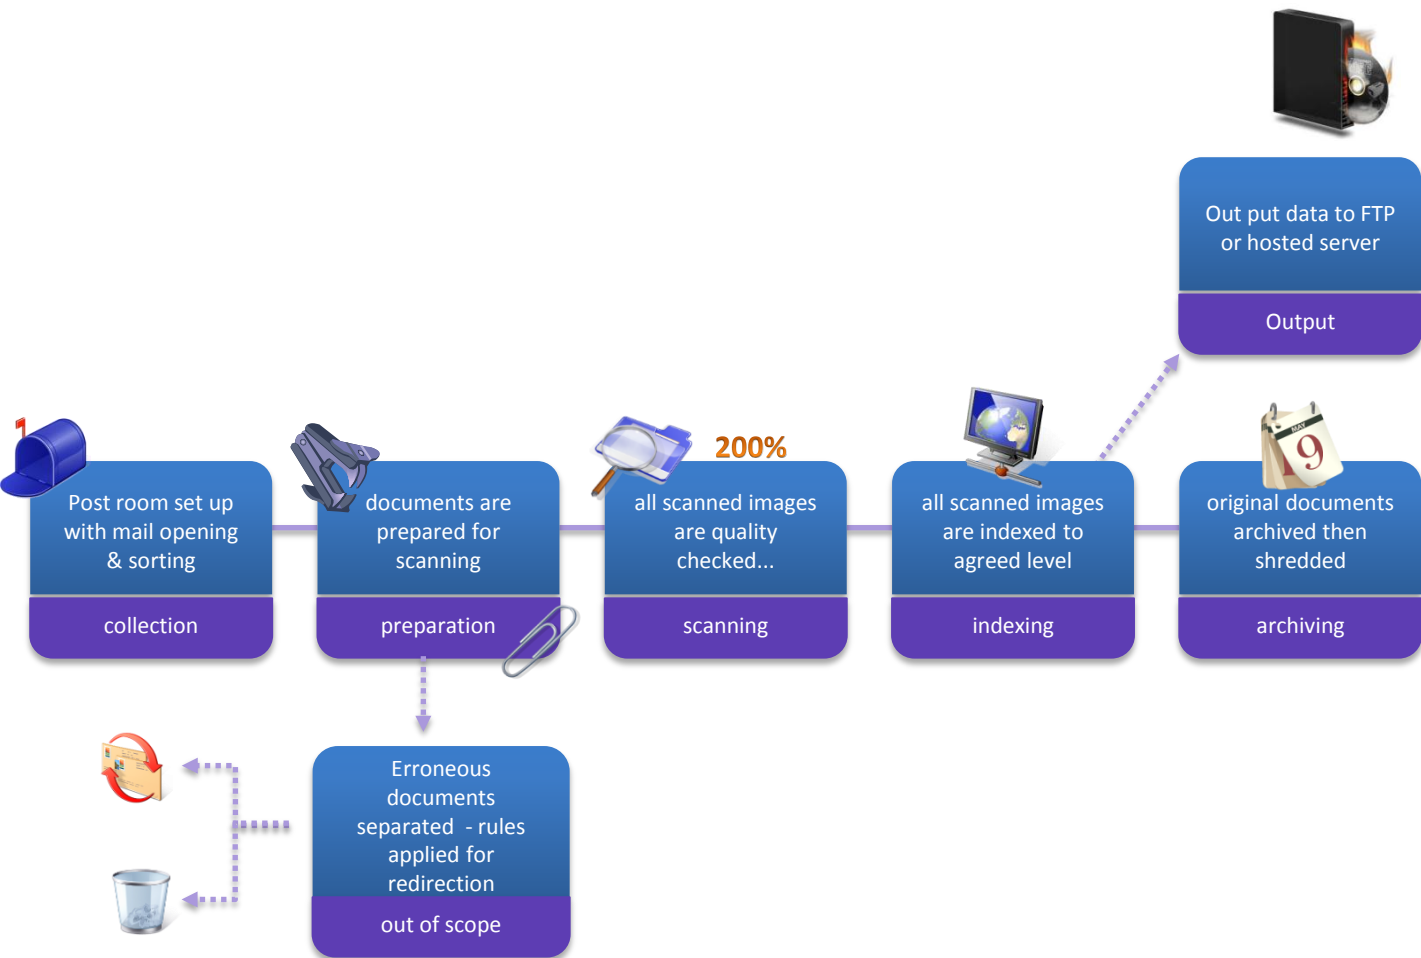 Out put data to FTP
or hosted server
Output
200%
Post room set up
with mail opening
& sorting
collection
documents are
prepared for
scanning
preparation
all scanned images
are quality
checked...
scanning
all scanned images
are indexed to
agreed level
indexing
MAY
19
original documents
archived then
shredded
archiving
Erroneous
documents
separated - rules
applied for
redirection
out of scope